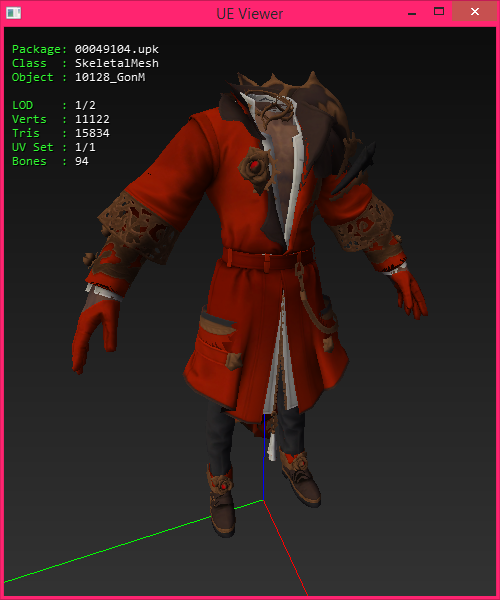 UE Viewer
Package: 00049104.upk
Class  : SkeletalMesh
Object : 10128_GonM
LOD    : 1/2
Verts  : 11122
Tris   : 15834
UV Set : 1/1
Bones  : 94